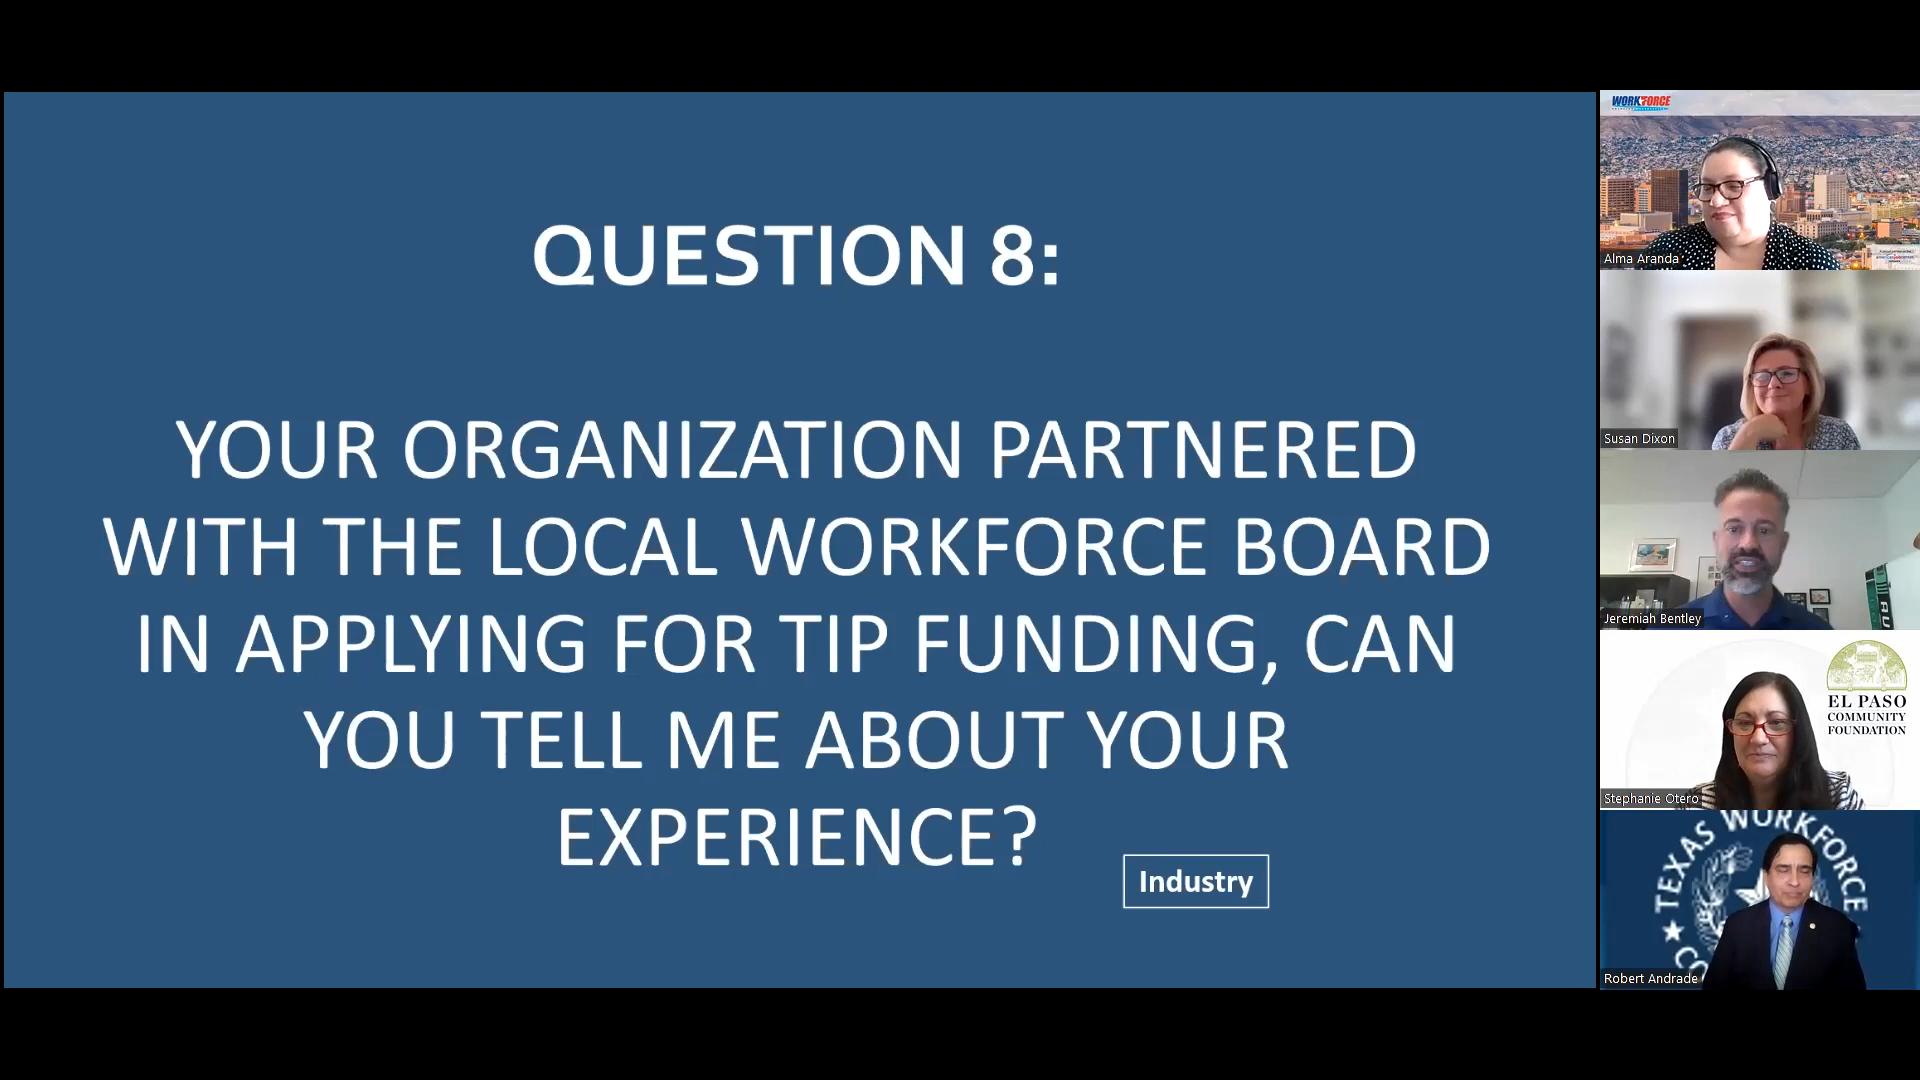 QUESTION 8:
YOUR ORGANIZATION PARTNERED
WITH THE LOCAL WORKFORCE BOARD
IN APPLYING FOR TIP FUNDING, CAN
YOU TELL ME ABOUT YOUR
EXPERIENCE?
Industry
WORKFORCE
Alma Aranda
Susan Dixon
Jeremiah Bentley
EL PASO
COMMUNITY
FOUNDATION
Stephanie Otero
TEXAS WORKFORCE
CO
Robert Andrade